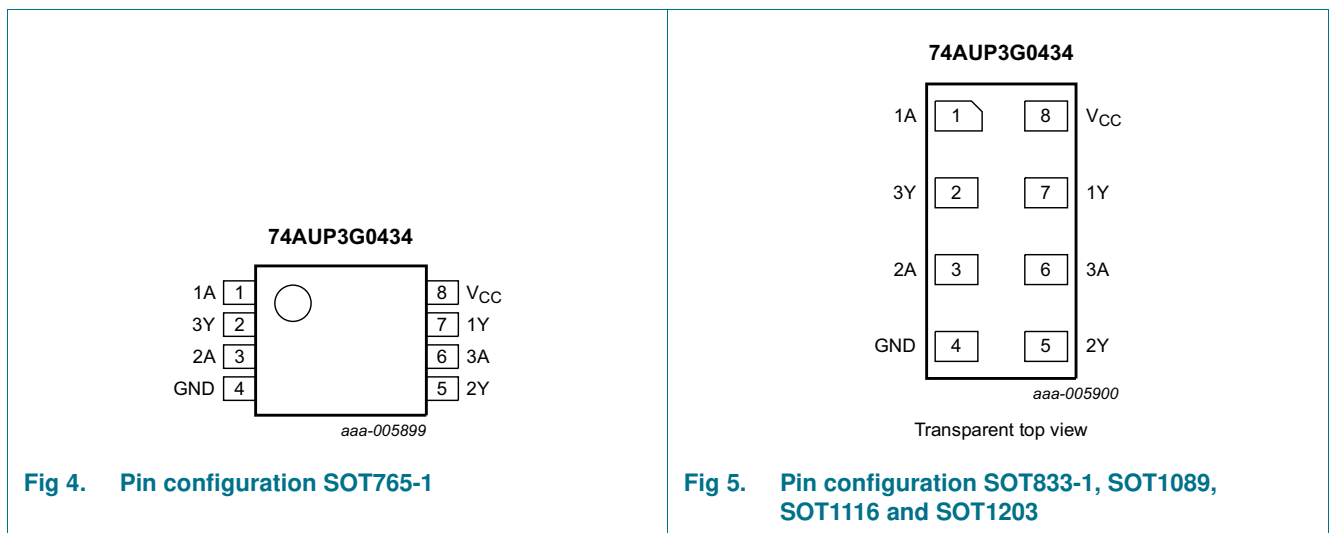 74AUP3G0434
1A 1 8 VCC
3Y 2 7 1Y
2A 3 6 3A
GND 4 5 2Y
aaa-005899
Fig 4. Pin configuration SOT765-1
74AUP3G0434
1A 1 8 VCC
3Y 2 7 1Y
2A 3 6 3A
GND 4 5 2Y
aaa-005900
Transparent top view
Fig 5. Pin configuration SOT833-1, SOT1089,
SOT1116 and SOT1203